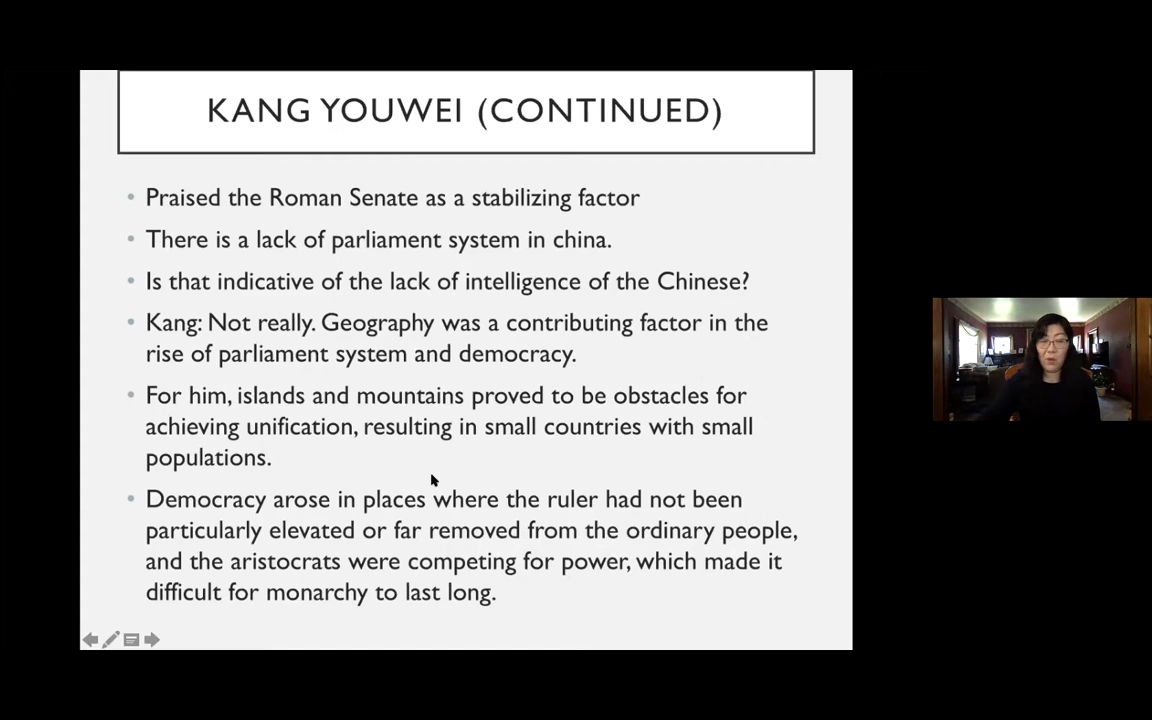 KANG YOUWEI (CONTINUED)
• Praised the Roman Senate as a stabilizing factor
• There is a lack of parliament system in china.
• Is that indicative of the lack of intelligence of the Chinese?
• Kang: Not really. Geography was a contributing factor in the
rise of parliament system and democracy.
• For him, islands and mountains proved to be obstacles for
achieving unification, resulting in small countries with small
populations.
• Democracy arose in places where the ruler had not been
particularly elevated or far removed from the ordinary people,
and the aristocrats were competing for power, which made it
difficult for monarchy to last long.